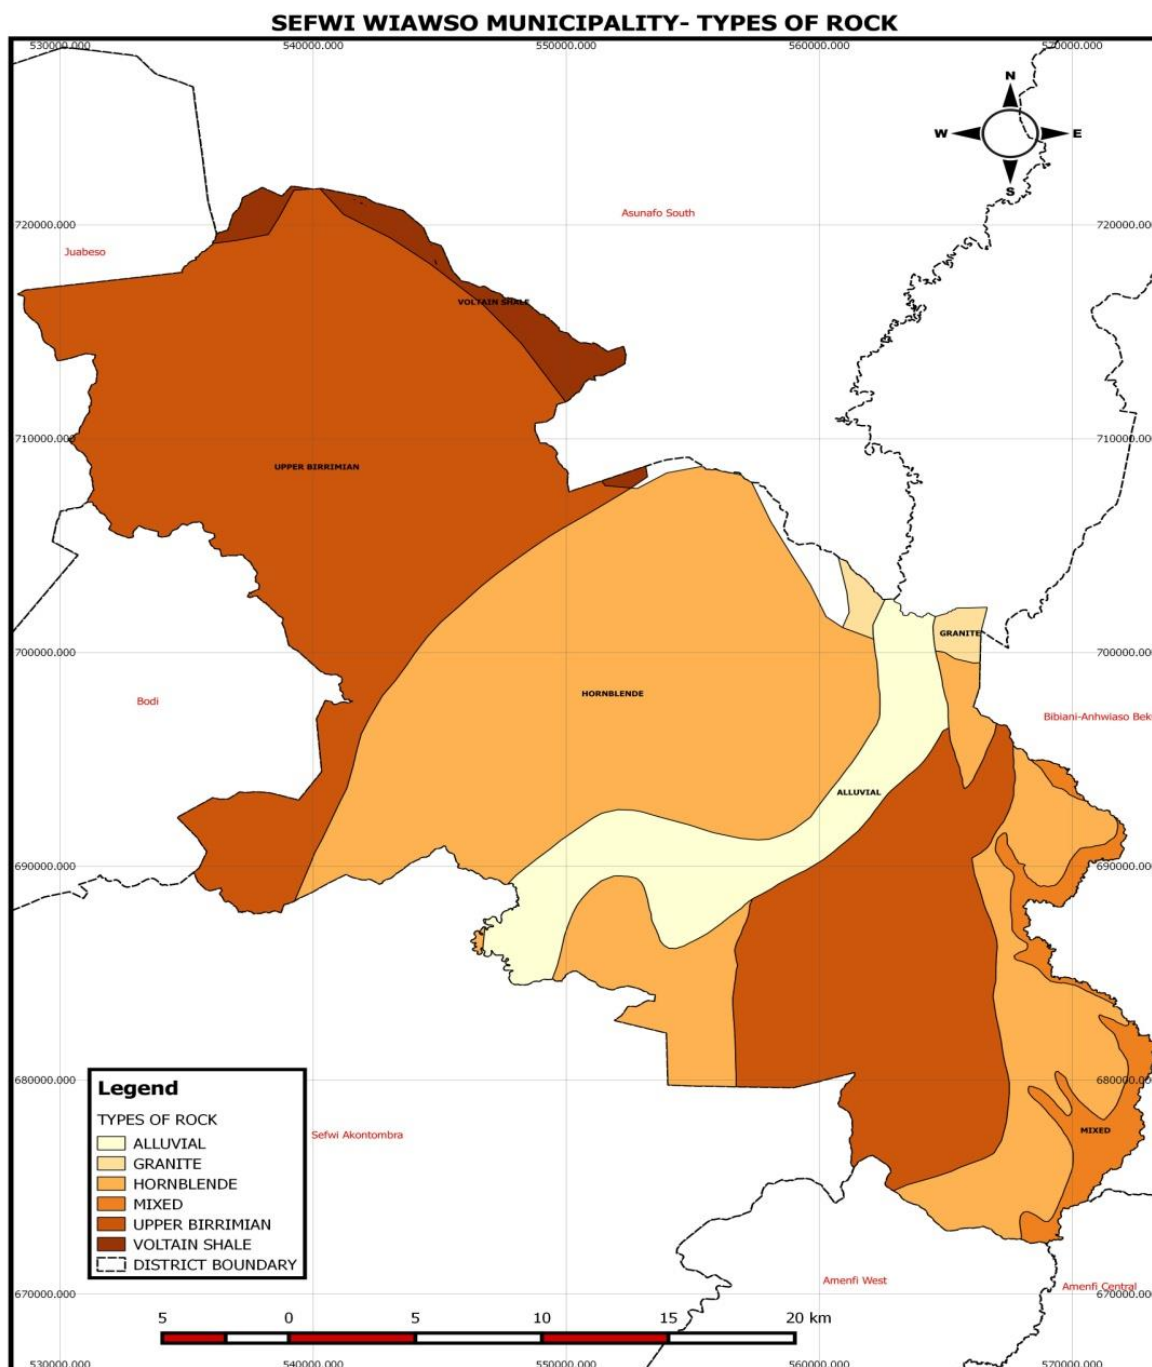 SEFWI WIAWSO MUNICIPALITY- TYPES OF ROCK
530000.000 540000.000 550000.000 560000.000 570000.000
N
W E
S
Asunafo South
720000.000 720000.000
Juabeso
VOLTAIN SHALE
710000.000 710000.000
UPPER BIRRIMIAN
GRANITE
700000.000 700000.000
HORNBLENDE
Bodi
Bibiani-Anhwiaso Bek
ALLUVIAL
690000.000 690000.000
680000.000 680000.000
Legend
TYPES OF ROCK
ALLUVIAL
GRANITE
HORNBLENDE
MIXED
UPPER BIRRIMIAN
VOLTAIN SHALE
DISTRICT BOUNDARY
Sefwi Akontombra
MIXED
Amenfi West
Amenfi Central
670000.000 670000.000
5 0 5 10 15 20 km
530000.000 540000.000 550000.000 560000.000 570000.000